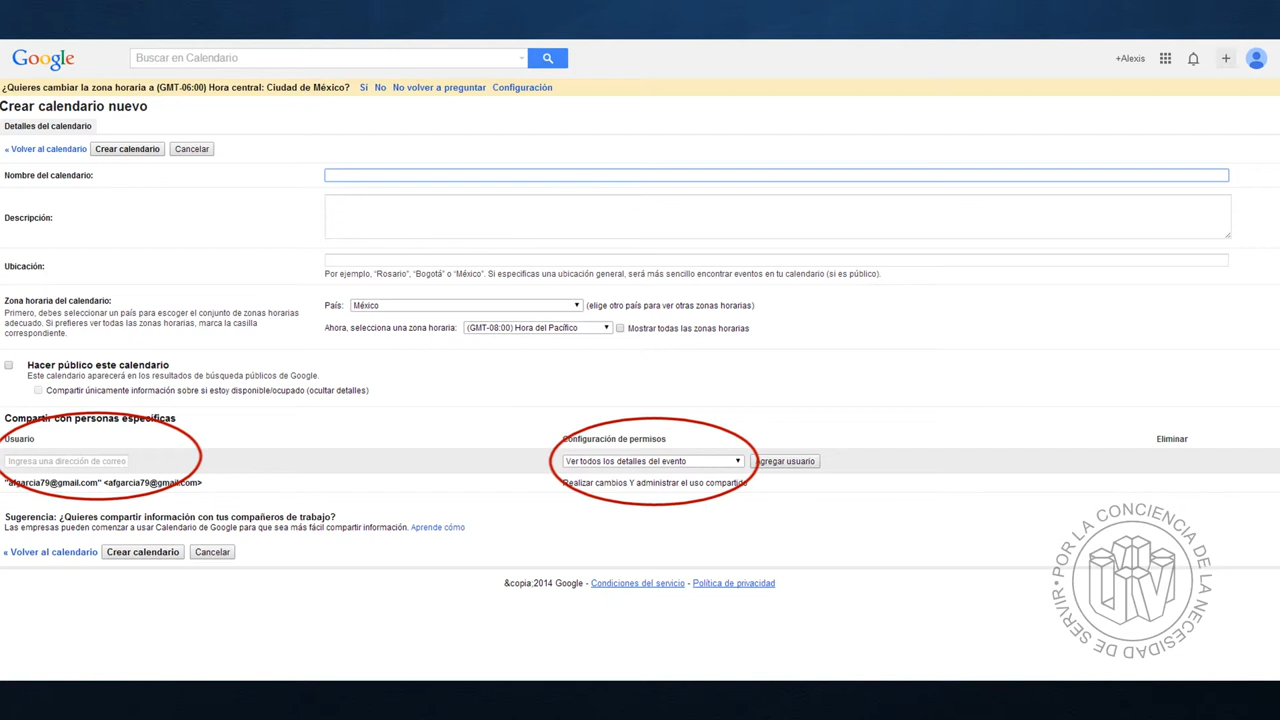 Google
Buscar en Calendario
+Alexis
¿Quieres cambiar la zona horaria a (GMT-06:00) Hora central: Ciudad de México? Sí No No volver a preguntar Configuración
Crear calendario nuevo
Detalles del calendario
« Volver al calendario Crear calendario Cancelar
Nombre del calendario:
Descripción:
Ubicación:
Por ejemplo, "Rosario", "Bogotá" o "México". Si especificas una ubicación general, será más sencillo encontrar eventos en tu calendario (si es público).
Zona horaria del calendario:
Primero, debes seleccionar un país para escoger el conjunto de zonas horarias
adecuado. Si prefieres ver todas las zonas horarias, marca la casilla
correspondiente.
País: México (elige otro país para ver otras zonas horarias)
Ahora, selecciona una zona horaria: (GMT-08:00) Hora del Pacífico Mostrar todas las zonas horarias
Hacer público este calendario
Este calendario aparecerá en los resultados de búsqueda públicos de Google.
Compartir únicamente información sobre si estoy disponible/ocupado (ocultar detalles)
Compartir con personas específicas
Usuario Configuración de permisos Eliminar
Ingresa una dirección de correo Ver todos los detalles del evento Agregar usuario
"afgarcia79@gmail.com" <afgarcia79@gmail.com> Realizar cambios Y administrar el uso compartido
Sugerencia: ¿Quieres compartir información con tus compañeros de trabajo?
Las empresas pueden comenzar a usar Calendario de Google para que sea más fácil compartir información. Aprende cómo
« Volver al calendario Crear calendario Cancelar
&copia;2014 Google - Condiciones del servicio - Política de privacidad
POR LA CONCIENCIA DE LA NECESIDAD DE SERVIR